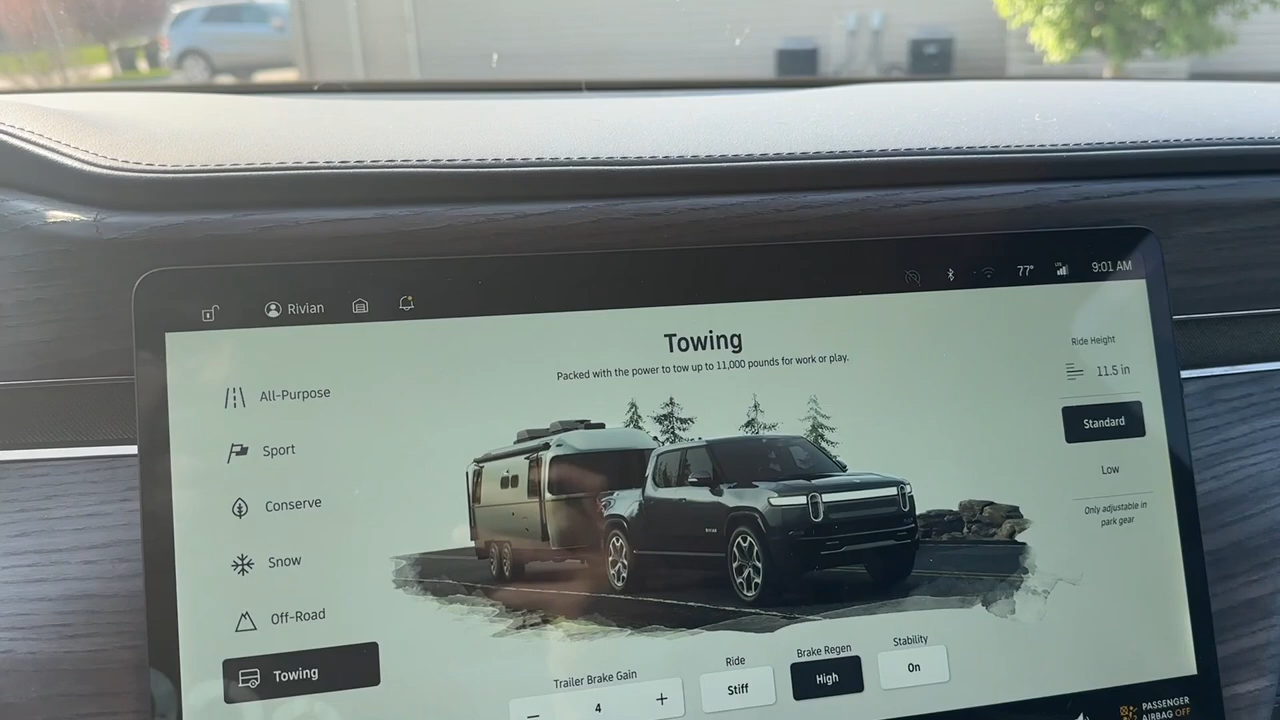 Rivian
77°
LTE
9:01 AM
Towing
Packed with the power to tow up to 11,000 pounds for work or play.
All-Purpose
Sport
Conserve
Snow
Off-Road
Towing
Ride Height
11.5 in
Standard
Low
Only adjustable in
park gear
RIVIAN
Trailer Brake Gain
− 4 +
Ride
Stiff
Brake Regen
High
Stability
On
PASSENGER
AIRBAG OFF